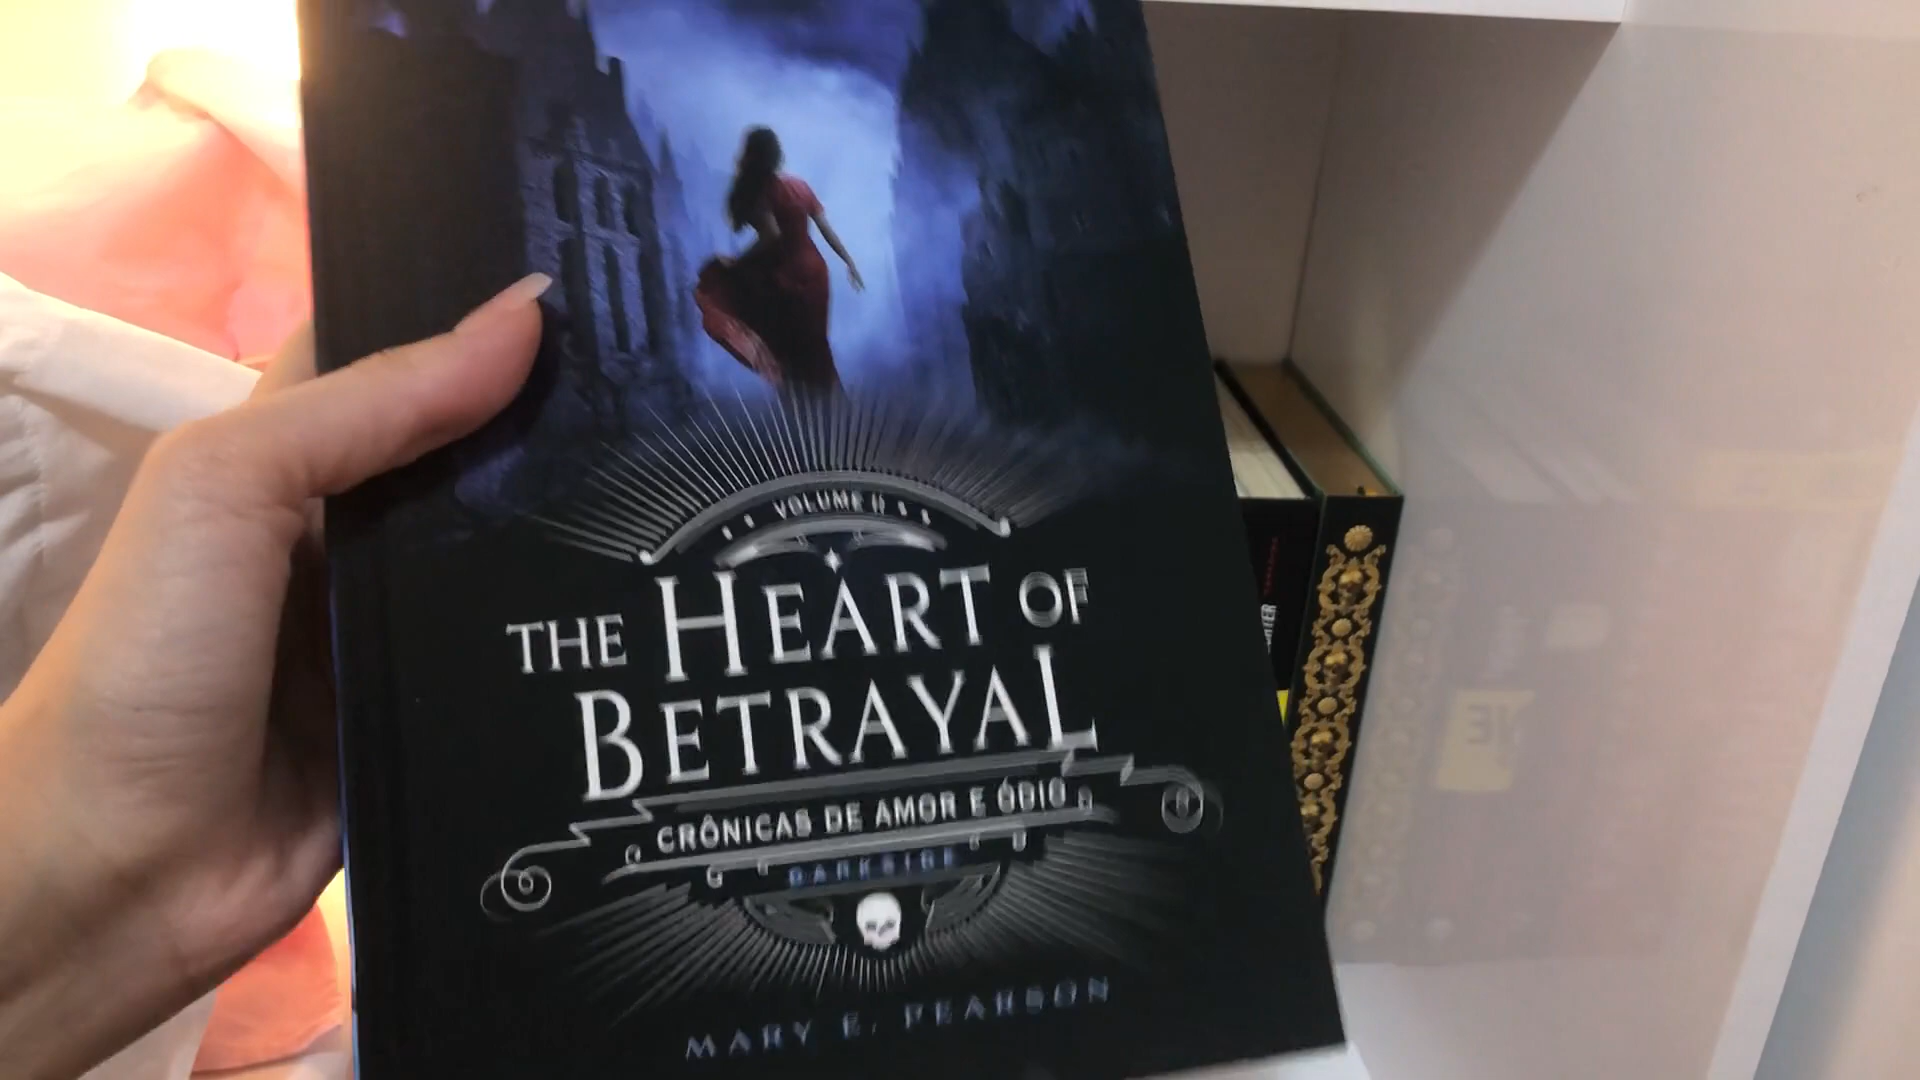 VOLUME II
THE HEART OF
BETRAYAL
CRÔNICAS DE AMOR E ÓDIO
DARKSIDE
MARY E. PEARSON